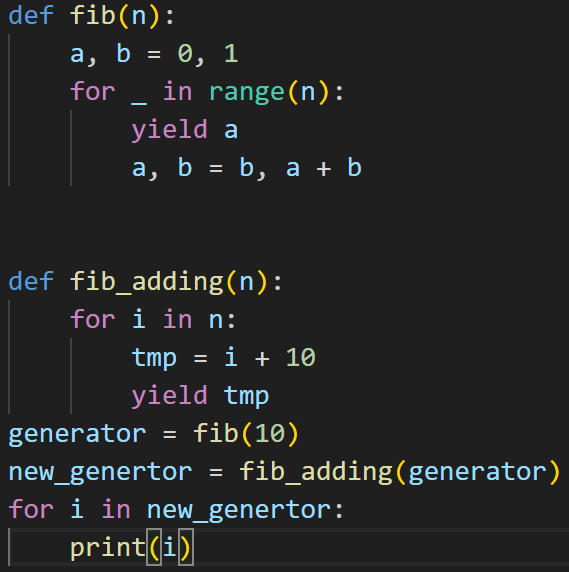 def fib(n):
    a, b = 0, 1
    for _ in range(n):
        yield a
        a, b = b, a + b
def fib_adding(n):
    for i in n:
        tmp = i + 10
        yield tmp
generator = fib(10)
new_genertor = fib_adding(generator)
for i in new_genertor:
    print(i)